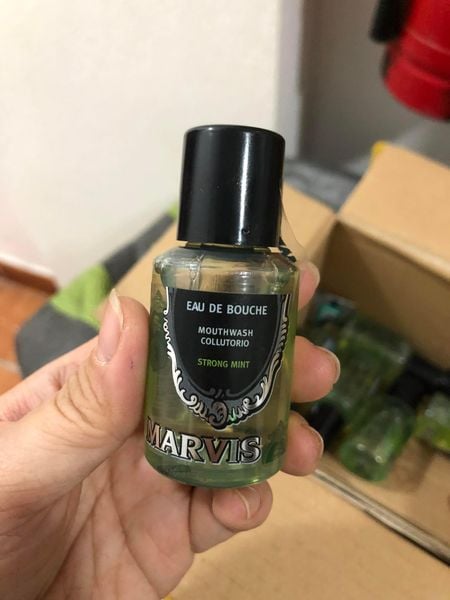 EAU DE BOUCHE
MOUTHWASH
COLLUTORIO
STRONG MINT
MARVIS